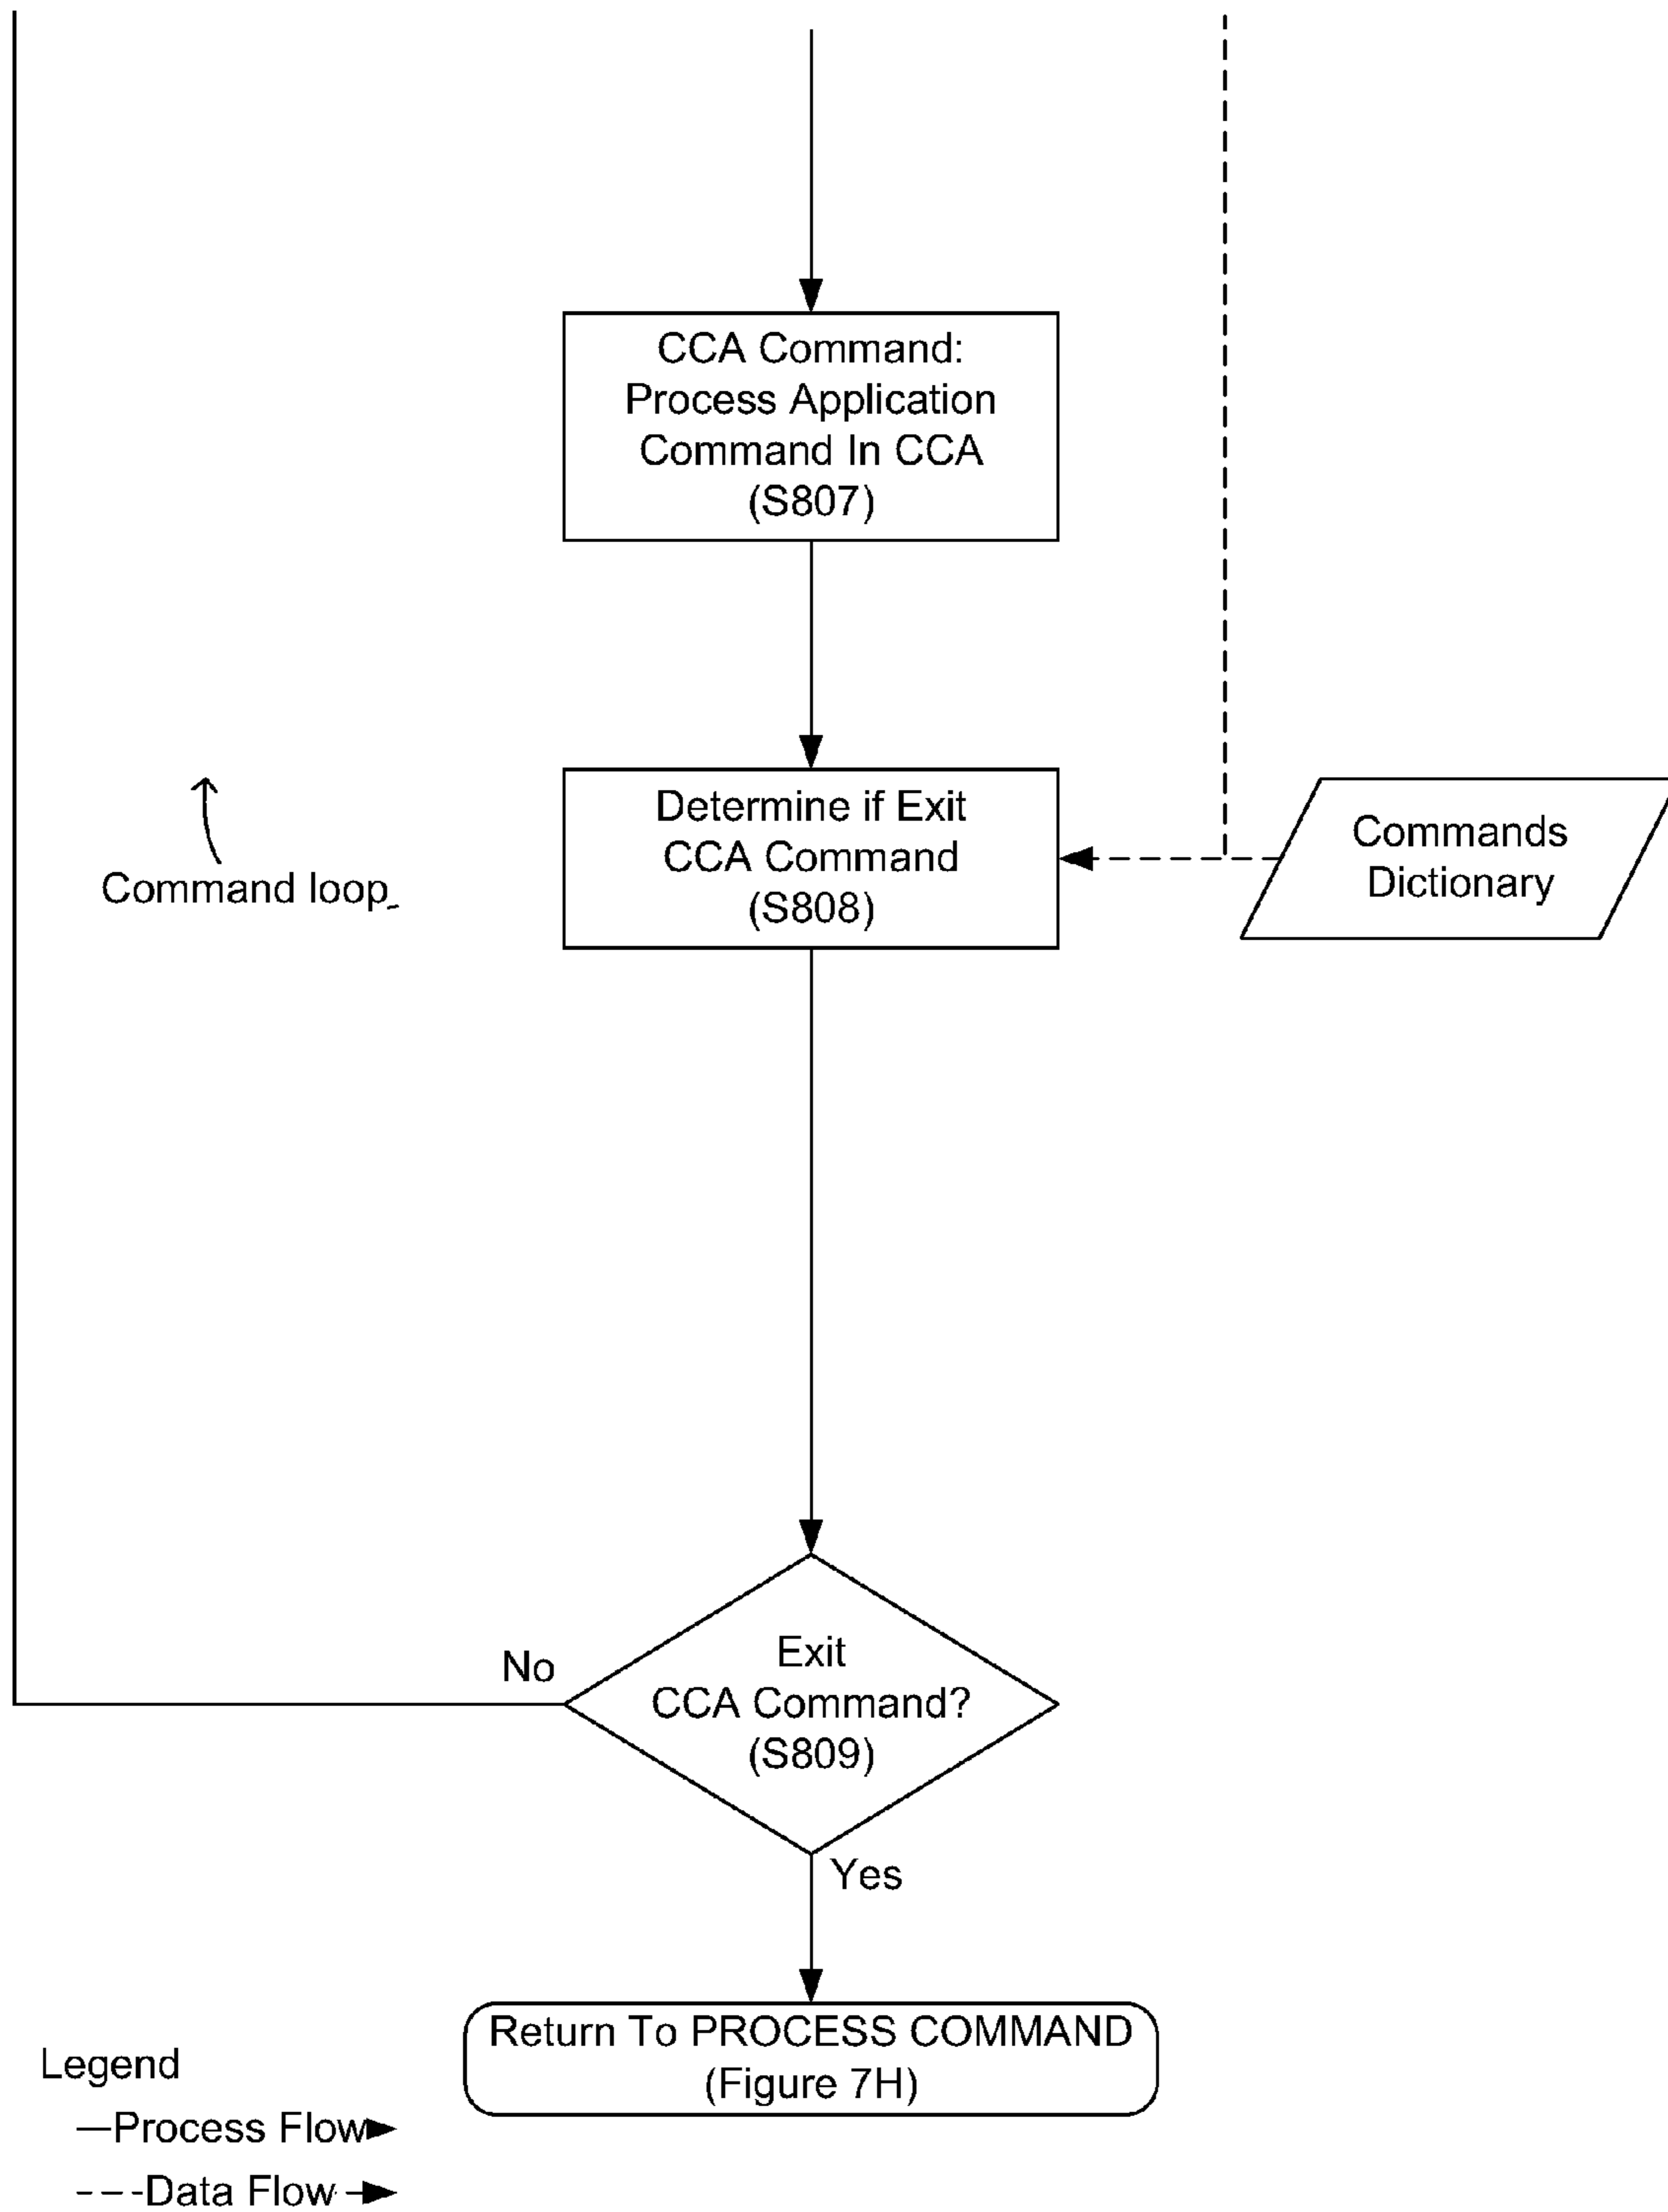 CCA Command:
Process Application
Command In CCA
(S807)
Determine if Exit
CCA Command
(S808)
Commands
Dictionary
Command loop
Exit
CCA Command?
(S809)
No
Yes
Return To PROCESS COMMAND
(Figure 7H)
Legend
Process Flow
Data Flow